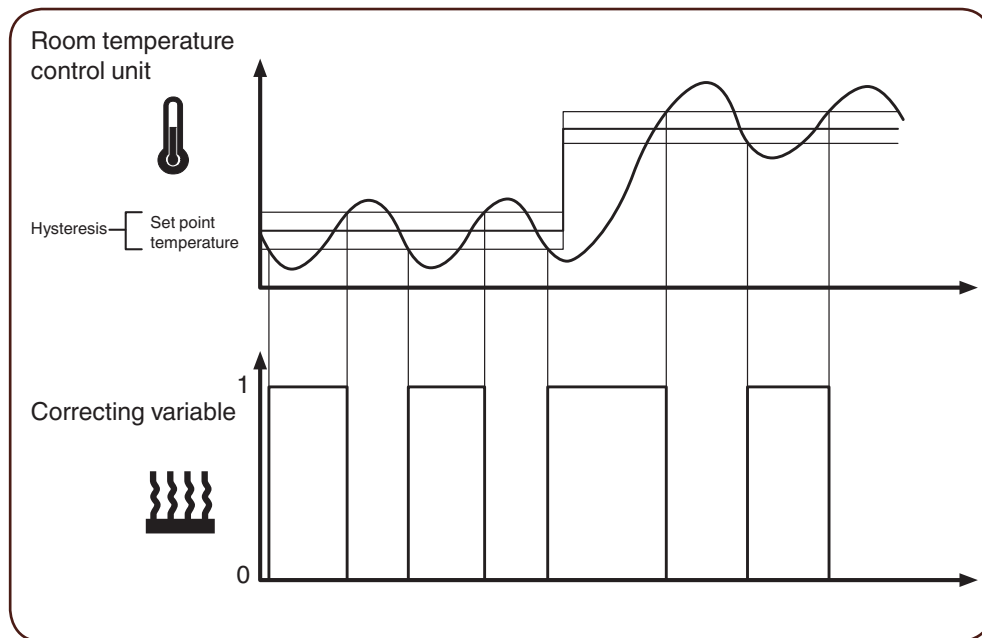 Room temperature
control unit
Hysteresis
Set point
temperature
1
Correcting variable
0